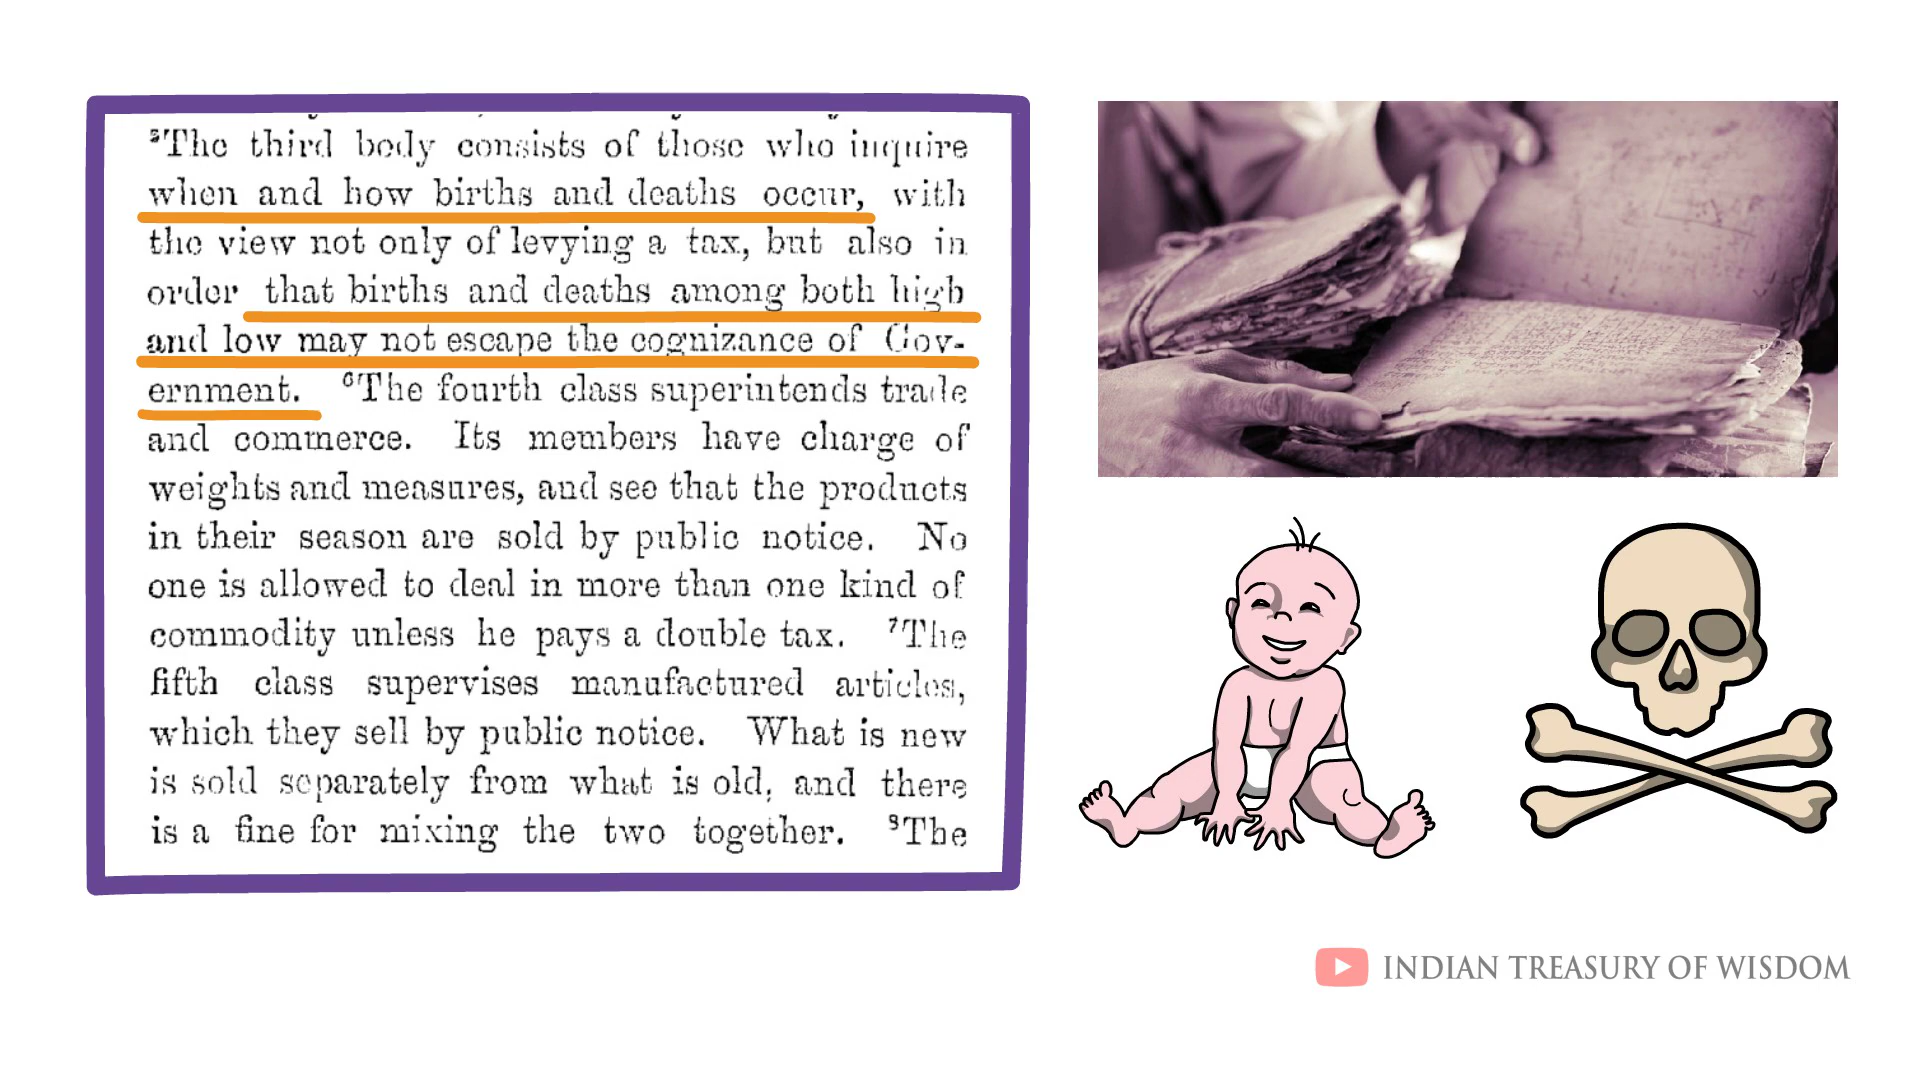 ⁵The third body consists of those who inquire
when and how births and deaths occur, with
the view not only of levying a tax, but also in
order that births and deaths among both high
and low may not escape the cognizance of Gov-
ernment. ⁶The fourth class superintends trade
and commerce. Its members have charge of
weights and measures, and see that the products
in their season are sold by public notice. No
one is allowed to deal in more than one kind of
commodity unless he pays a double tax. ⁷The
fifth class supervises manufactured articles,
which they sell by public notice. What is new
is sold separately from what is old, and there
is a fine for mixing the two together. ⁸The
INDIAN TREASURY OF WISDOM